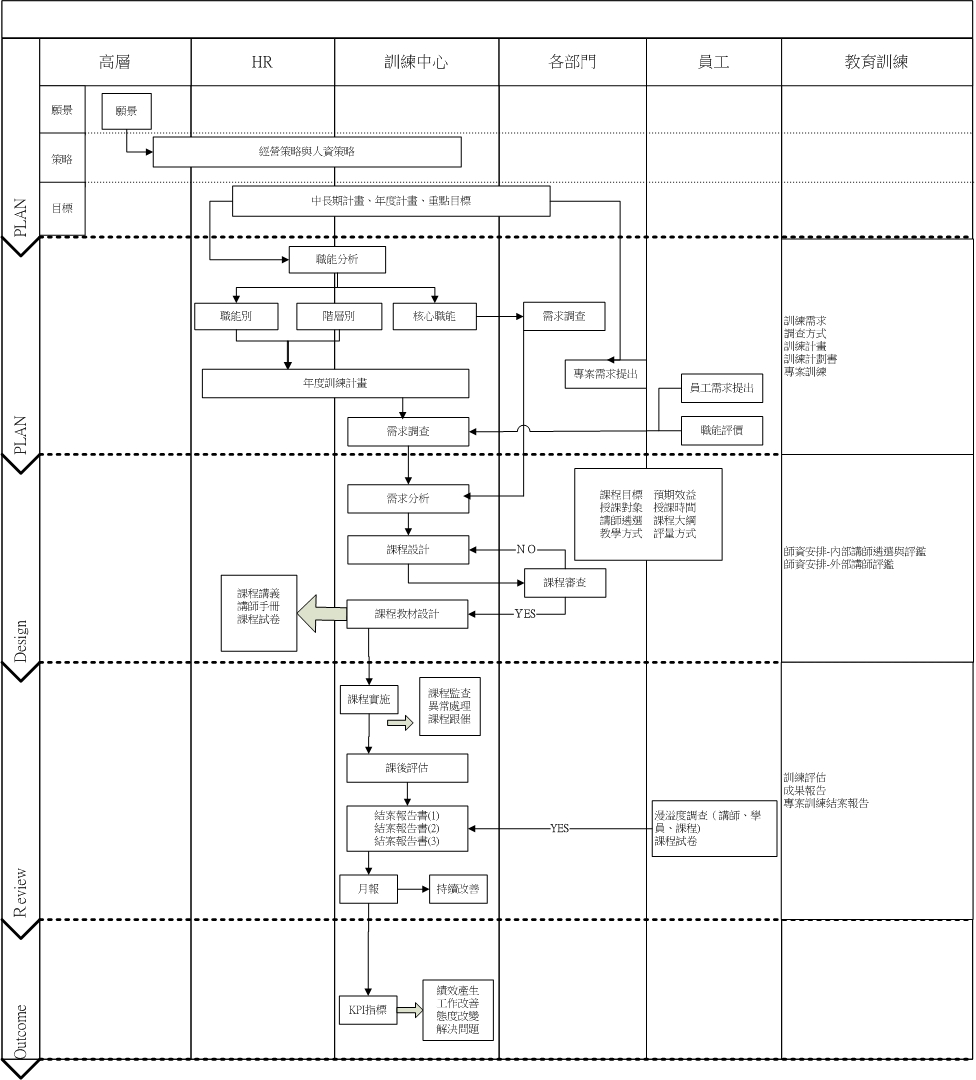 高層
HR
訓練中心
各部門
員工
教育訓練
願景
願景
策略
經營策略與人資策略
目標
中長期計畫、年度計畫、重點目標
PLAN
職能分析
職能別
階層別
核心職能
需求調查
專案需求提出
年度訓練計畫
員工需求提出
需求調查
職能評價
訓練需求
調查方式
訓練計畫
訓練計劃書
專案訓練
PLAN
需求分析
課程目標 預期效益
授課對象 授課時間
講師遴選 課程大綱
教學方式 評量方式
課程設計
NO
課程審查
師資安排-內部講師遴選與評鑑
師資安排-外部講師評鑑
課程講義
講師手冊
課程試卷
課程教材設計
YES
Design
課程實施
課程監查
異常處理
課程跟催
課後評估
結案報告書(1)
結案報告書(2)
結案報告書(3)
YES
漫溢度調查（講師、學
員、課程)
課程試卷
訓練評估
成果報告
專案訓練結案報告
月報
持續改善
Review
KPI指標
績效產生
工作改善
態度改變
解決問題
Outcome